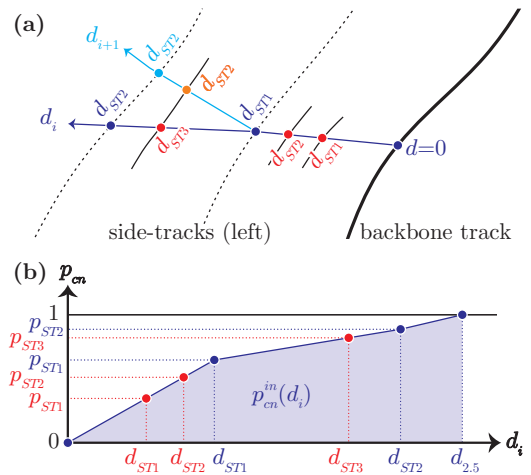 (a)
d_{i+1}
d_{ST2}
d_{ST2}
d_{ST2}
d_{ST1}
d_i
d_{ST3}
d_{ST2}
d_{ST1}
d=0
side-tracks (left)
backbone track
(b)
p_{cn}
1
p_{ST2}
p_{ST3}
p_{ST1}
p_{ST2}
p_{ST1}
p_{cn}^{in}(d_i)
0
d_{ST1} d_{ST2} d_{ST1} d_{ST3} d_{ST2} d_{2.5} d_i